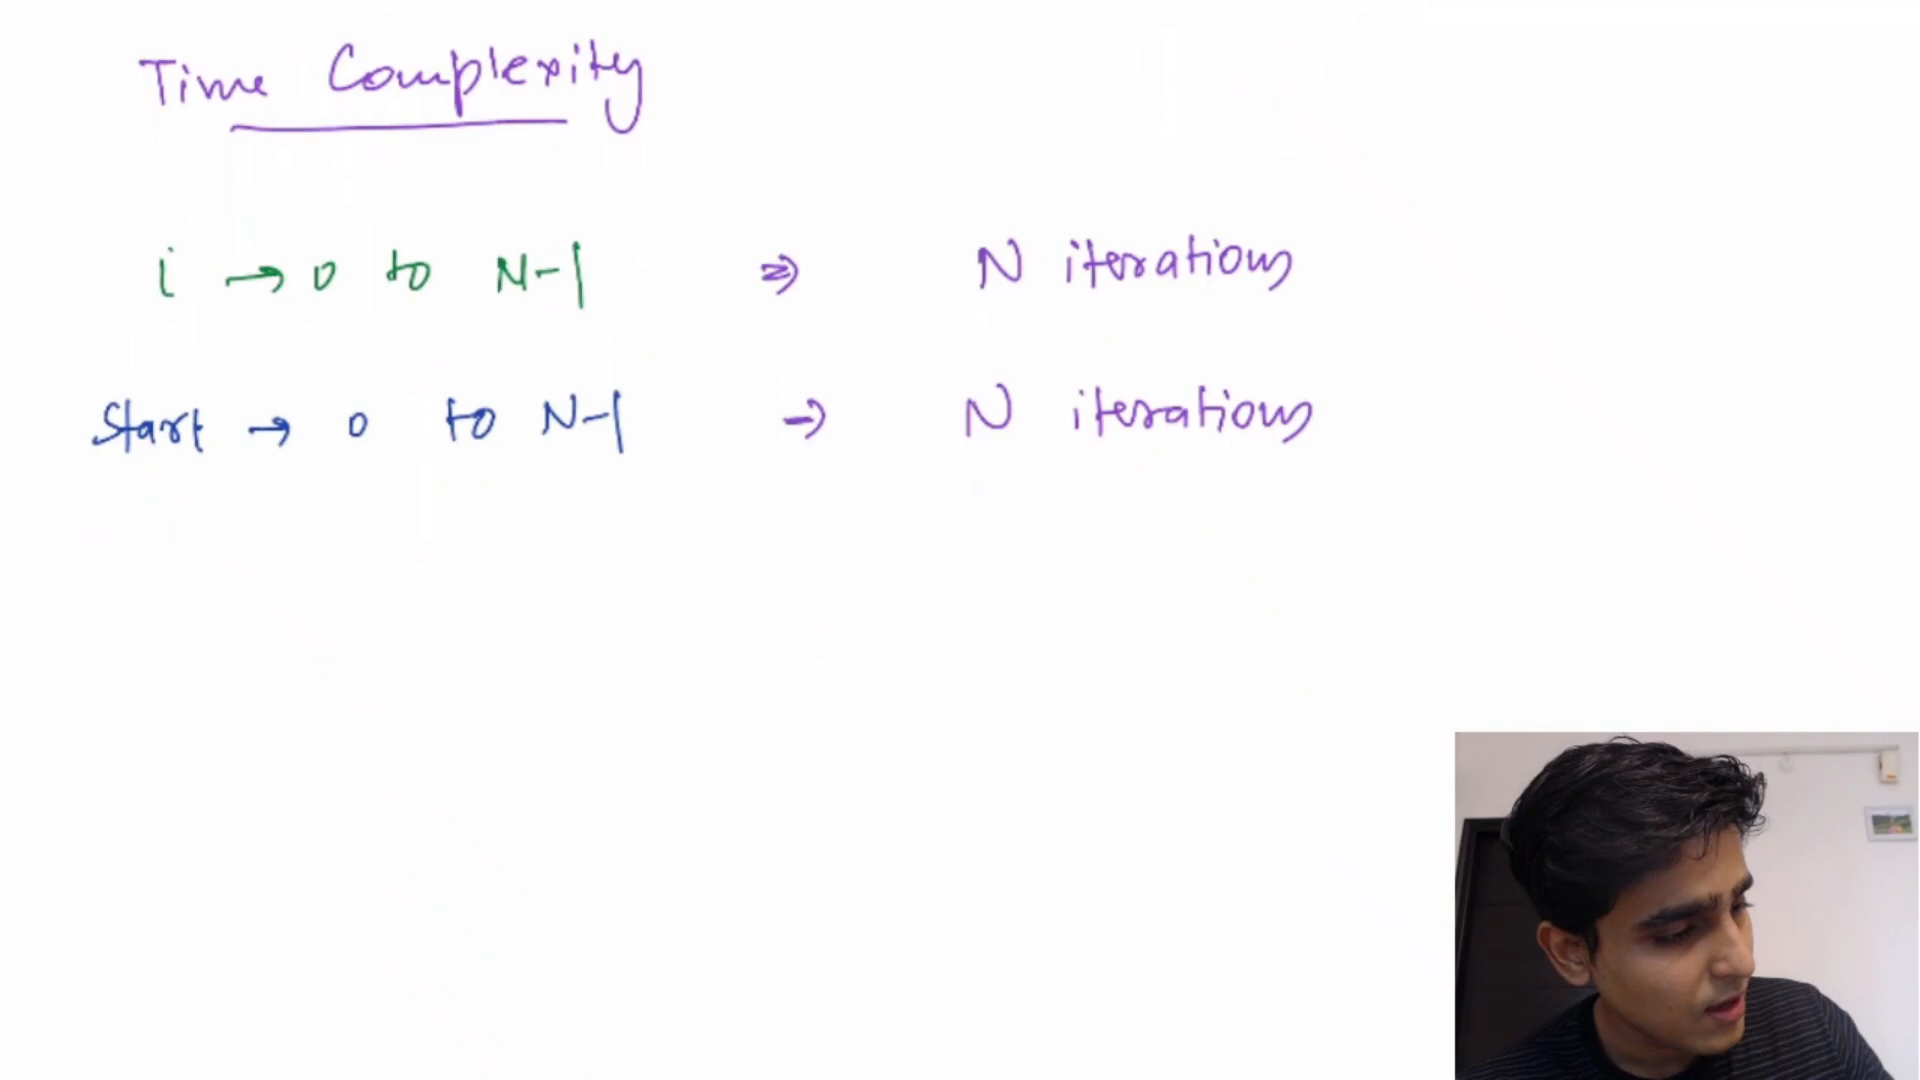 Time Complexity
i → 0 to N-1 ⇒ N iterations
Start → 0 to N-1 → N iterations